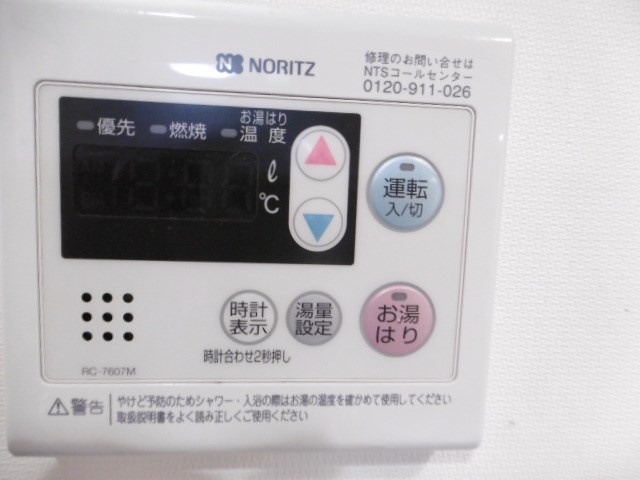 NORITZ
修理のお問い合せは
NTSコールセンター
0120-911-026
優先 燃焼 お湯はり温度
ℓ
℃
運転
入/切
時計
表示
湯量
設定
お湯
はり
時計合わせ2秒押し
RC-7607M
警告 やけど予防のためシャワー・入浴の際はお湯の温度を確かめて使用してください
取扱説明書をよく読み正しくご使用ください